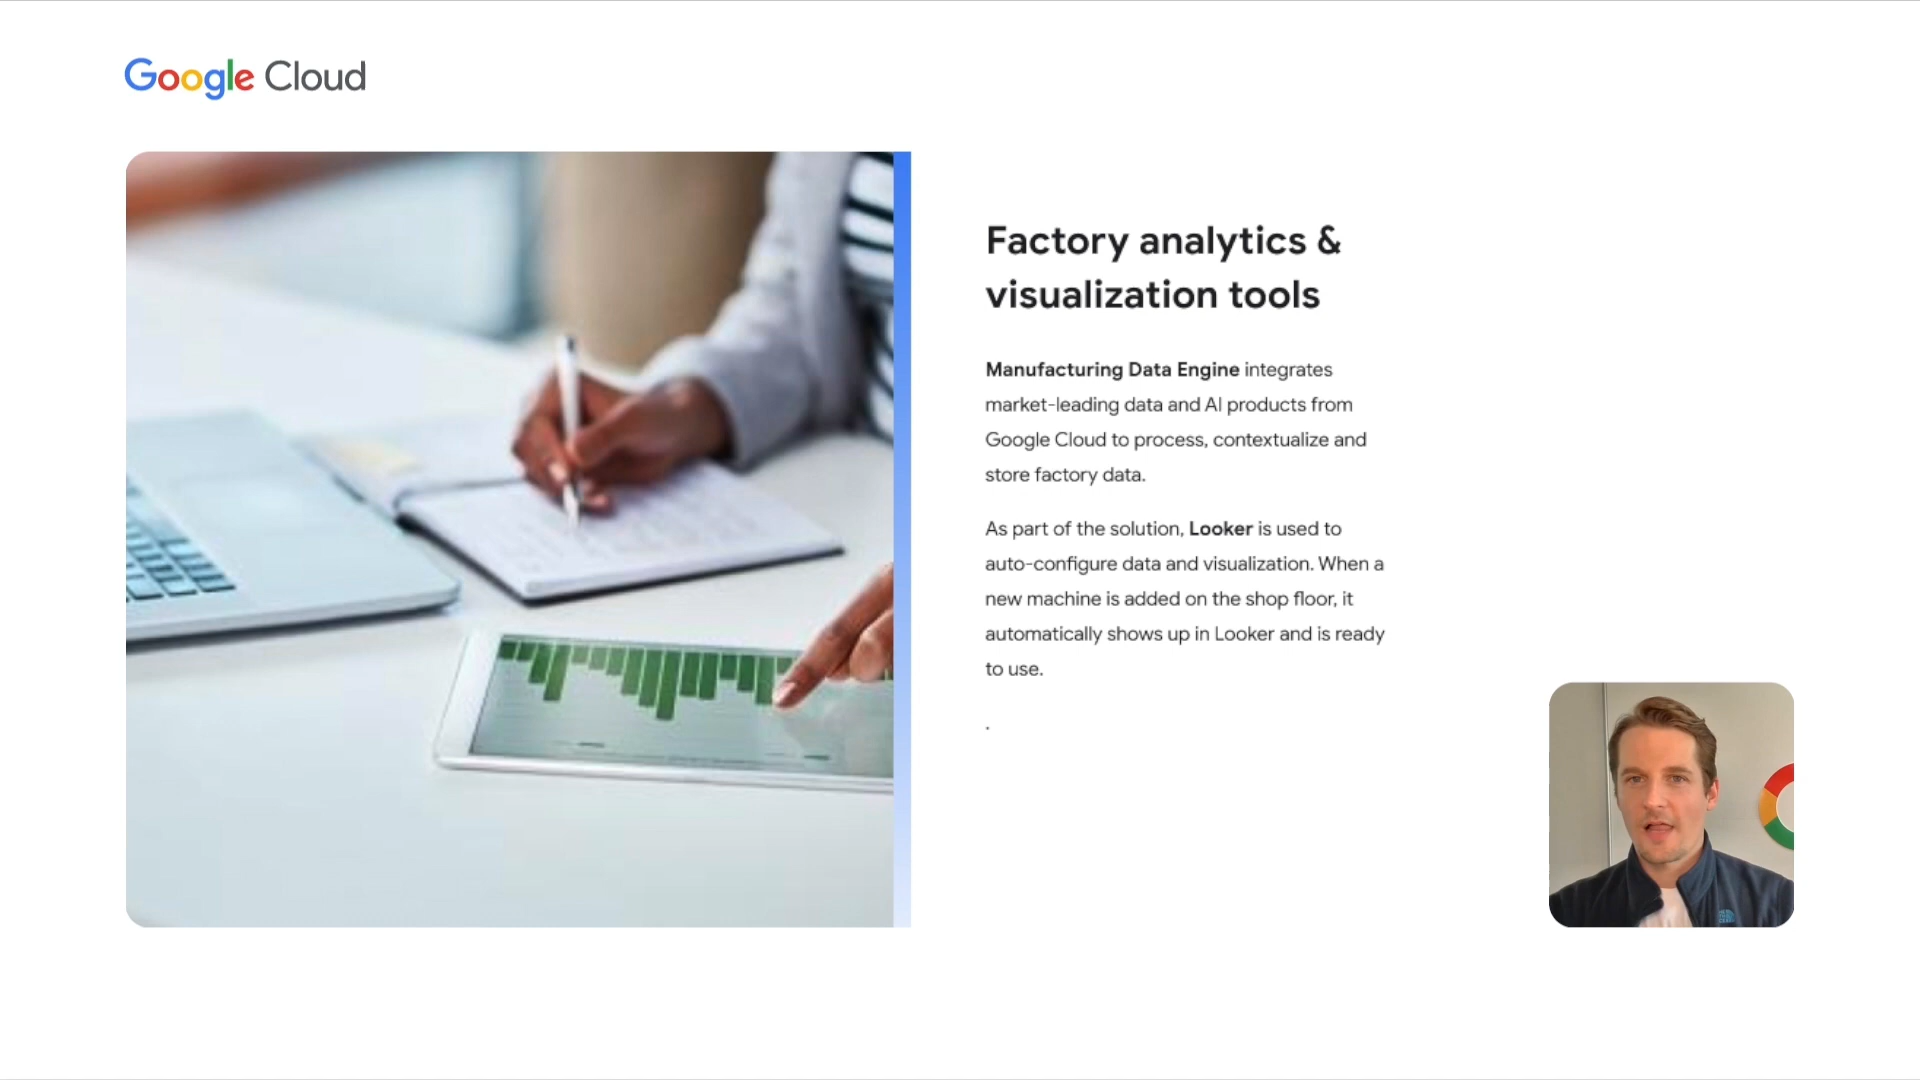 Google Cloud
Factory analytics &
visualization tools
Manufacturing Data Engine integrates
market-leading data and AI products from
Google Cloud to process, contextualize and
store factory data.
As part of the solution, Looker is used to
auto-configure data and visualization. When a
new machine is added on the shop floor, it
automatically shows up in Looker and is ready
to use.
.